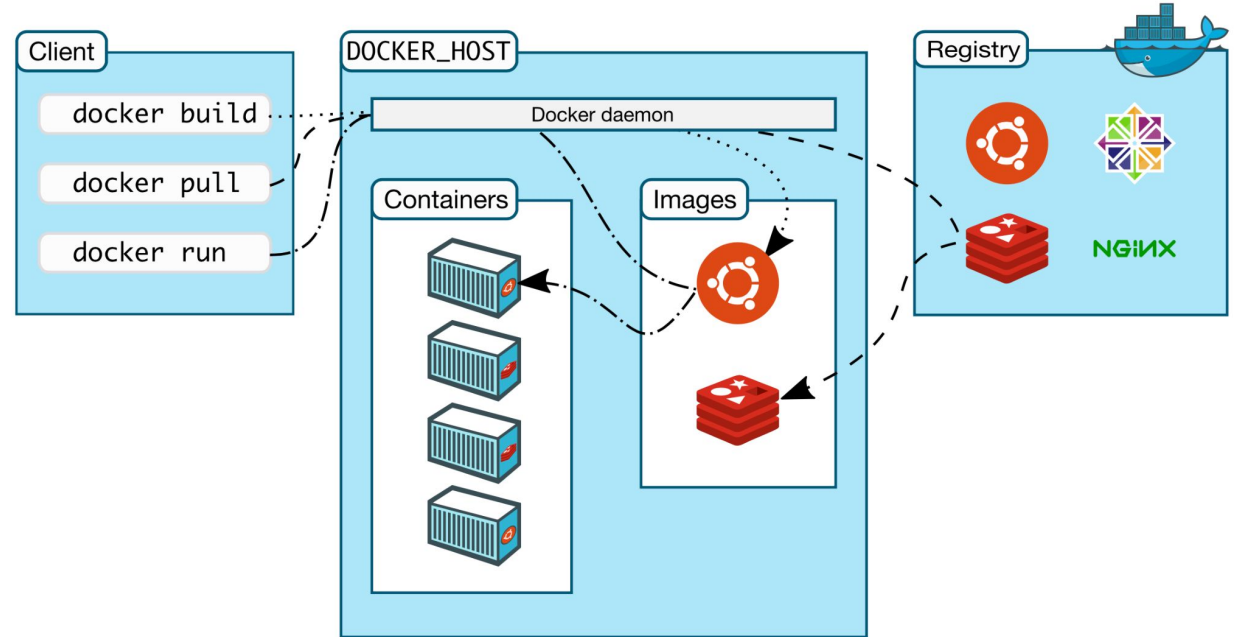 Client
docker build
docker pull
docker run
DOCKER_HOST
Docker daemon
Containers
Images
Registry
NGiNX